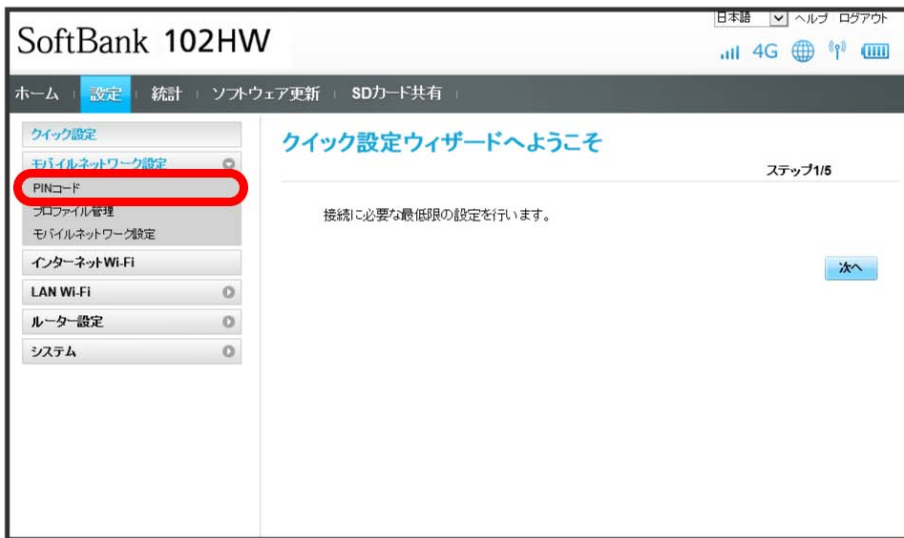 日本語 ヘルプ ログアウト
SoftBank 102HW
4G
ホーム 設定 統計 ソフトウェア更新 SDカード共有
クイック設定
モバイルネットワーク設定
PINコード
プロファイル管理
モバイルネットワーク設定
インターネットWi-Fi
LAN Wi-Fi
ルーター設定
システム
クイック設定ウィザードへようこそ
ステップ1/5
接続に必要な最低限の設定を行います。
次へ